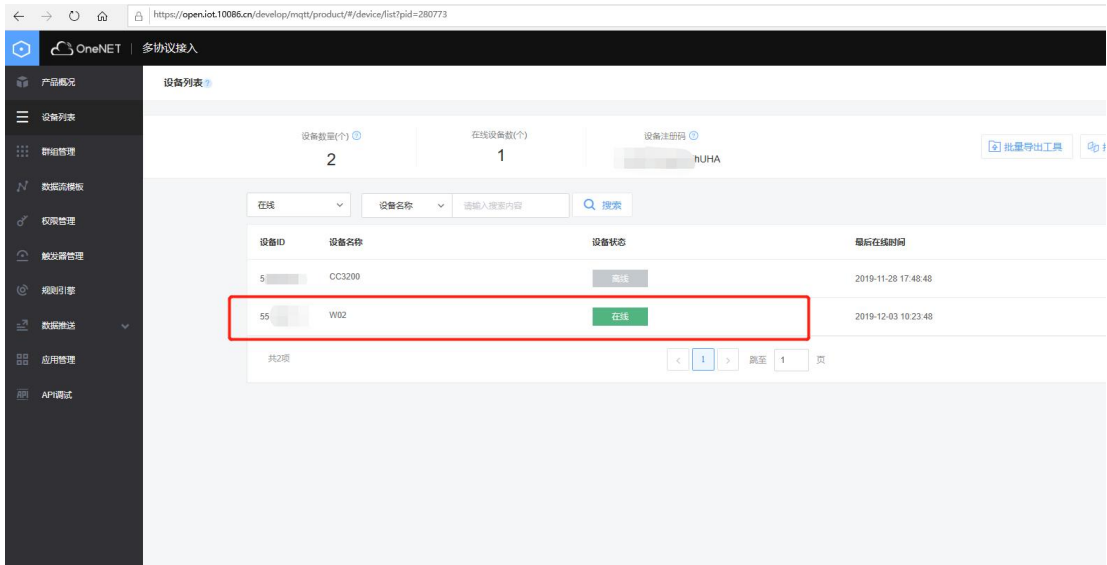 https://open.iot.10086.cn/develop/mqtt/product/#/device/list?pid=280773
OneNET | 多协议接入
产品概况
设备列表
群组管理
数据流模板
权限管理
触发器管理
规则引擎
数据推送
应用管理
API API调试
设备列表 ?
设备数量(个) ?
2
在线设备数(个)
1
设备注册码 ?
hUHA
批量导出工具
在线
设备名称
请输入搜索内容
搜索
设备ID 设备名称 设备状态 最后在线时间
5 CC3200 离线 2019-11-28 17:48:48
55 W02 在线 2019-12-03 10:23:48
共2项 < 1 > 跳至 1 页